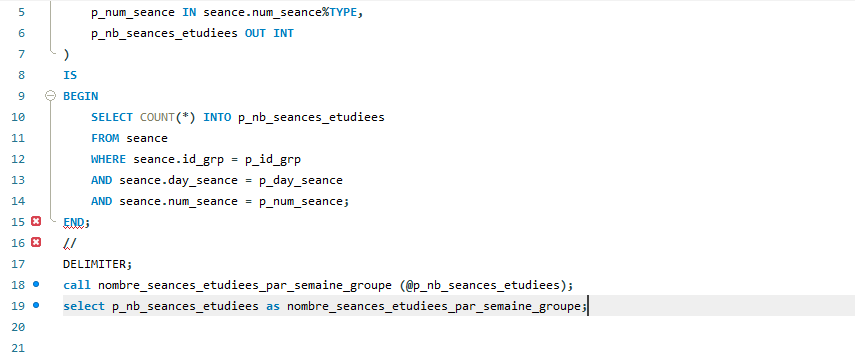 5 p_num_seance IN seance.num_seance%TYPE,
6 p_nb_seances_etudiees OUT INT
7 )
8 IS
9 BEGIN
10 SELECT COUNT(*) INTO p_nb_seances_etudiees
11 FROM seance
12 WHERE seance.id_grp = p_id_grp
13 AND seance.day_seance = p_day_seance
14 AND seance.num_seance = p_num_seance;
15 END;
16 //
17 DELIMITER;
18 call nombre_seances_etudiees_par_semaine_groupe (@p_nb_seances_etudiees);
19 select p_nb_seances_etudiees as nombre_seances_etudiees_par_semaine_groupe;
20
21